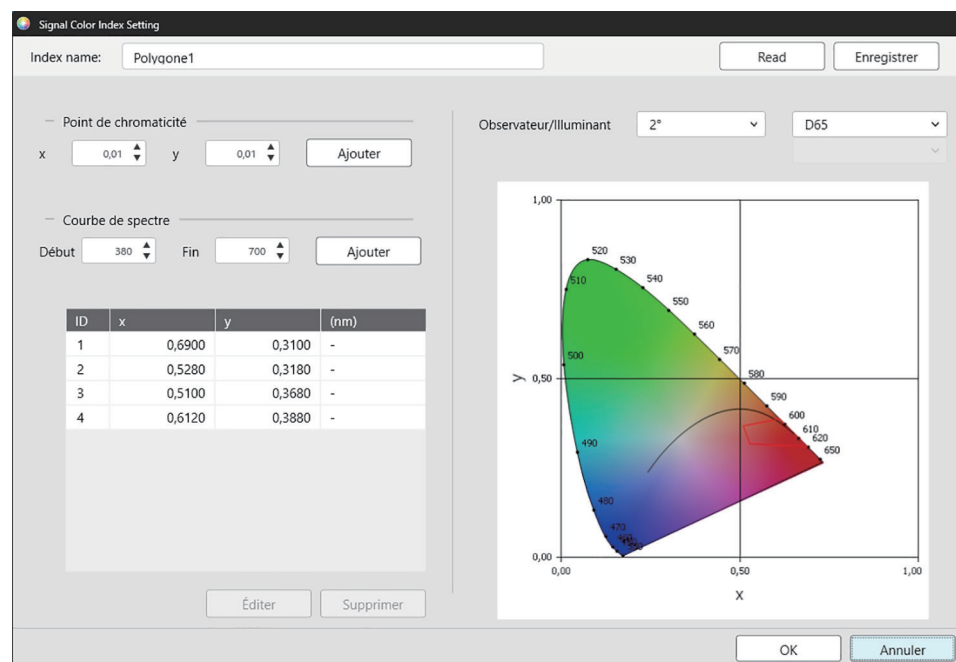 Signal Color Index Setting
Index name: Polygone1 Read Enregistrer
Point de chromaticité
x 0,01 y 0,01 Ajouter
Courbe de spectre
Début 380 Fin 700 Ajouter
ID x y (nm)
1 0,6900 0,3100 -
2 0,5280 0,3180 -
3 0,5100 0,3680 -
4 0,6120 0,3880 -
Éditer Supprimer
Observateur/Illuminant 2° D65
1,00
520
530
510
540
550
560
570
500
580
y 0,50
590
600
610
620
490
650
480
470
0,00
0,00 0,50 1,00
x
OK Annuler